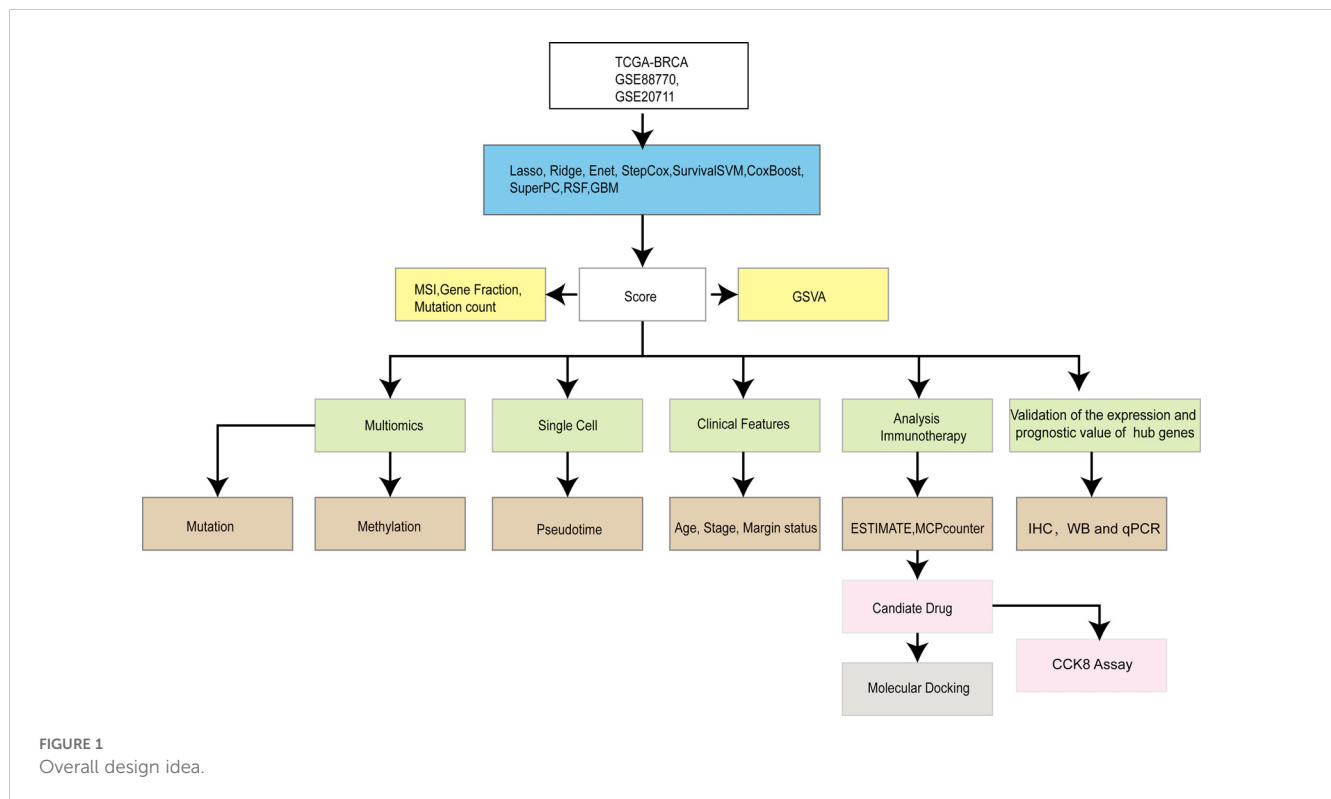 TCGA-BRCA
GSE88770,
GSE20711
Lasso, Ridge, Enet, StepCox,SurvivalSVM,CoxBoost,
SuperPC,RSF,GBM
MSI,Gene Fraction,
Mutation count
Score
GSVA
Multiomics
Single Cell
Clinical Features
Analysis
Immunotherapy
Validation of the expression and
prognostic value of hub genes
Mutation
Methylation
Pseudotime
Age, Stage, Margin status
ESTIMATE,MCPcounter
IHC，WB and qPCR
Candiate Drug
CCK8 Assay
Molecular Docking
FIGURE 1
Overall design idea.